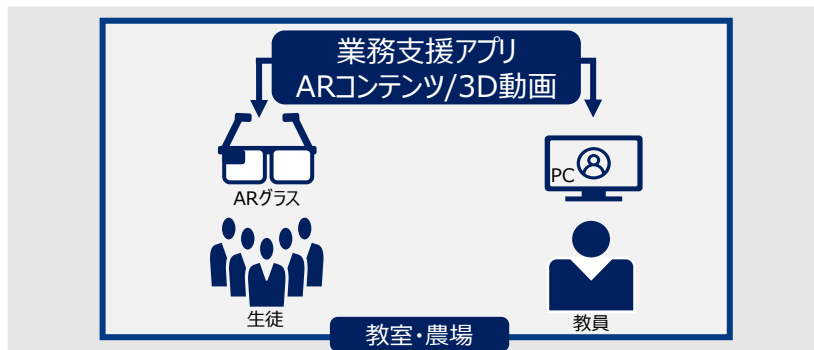 業務支援アプリ
ARコンテンツ/3D動画
ARグラス
PC
生徒
教員
教室・農場